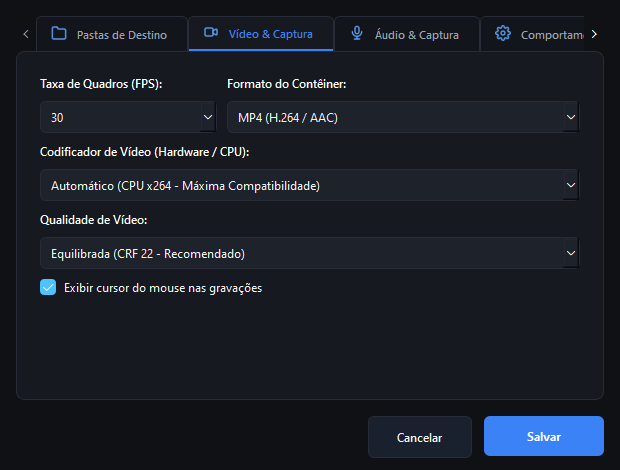 Pastas de Destino
Vídeo & Captura
Áudio & Captura
Comportame
Taxa de Quadros (FPS):
Formato do Contêiner:
30
MP4 (H.264 / AAC)
Codificador de Vídeo (Hardware / CPU):
Automático (CPU x264 - Máxima Compatibilidade)
Qualidade de Vídeo:
Equilibrada (CRF 22 - Recomendado)
Exibir cursor do mouse nas gravações
Cancelar
Salvar